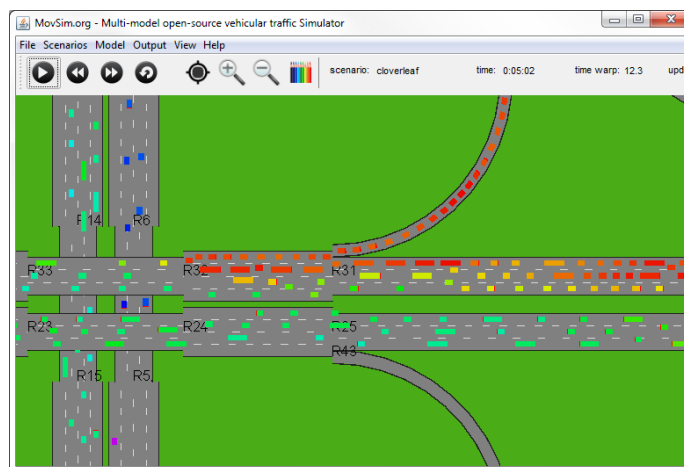 MovSim.org - Multi-model open-source vehicular traffic Simulator
File Scenarios Model Output View Help
scenario: cloverleaf time: 0:05:02 time warp: 12.3 upd
R14 R6
R33 R32 R31
R23 R24 R25
R43
R15 R5